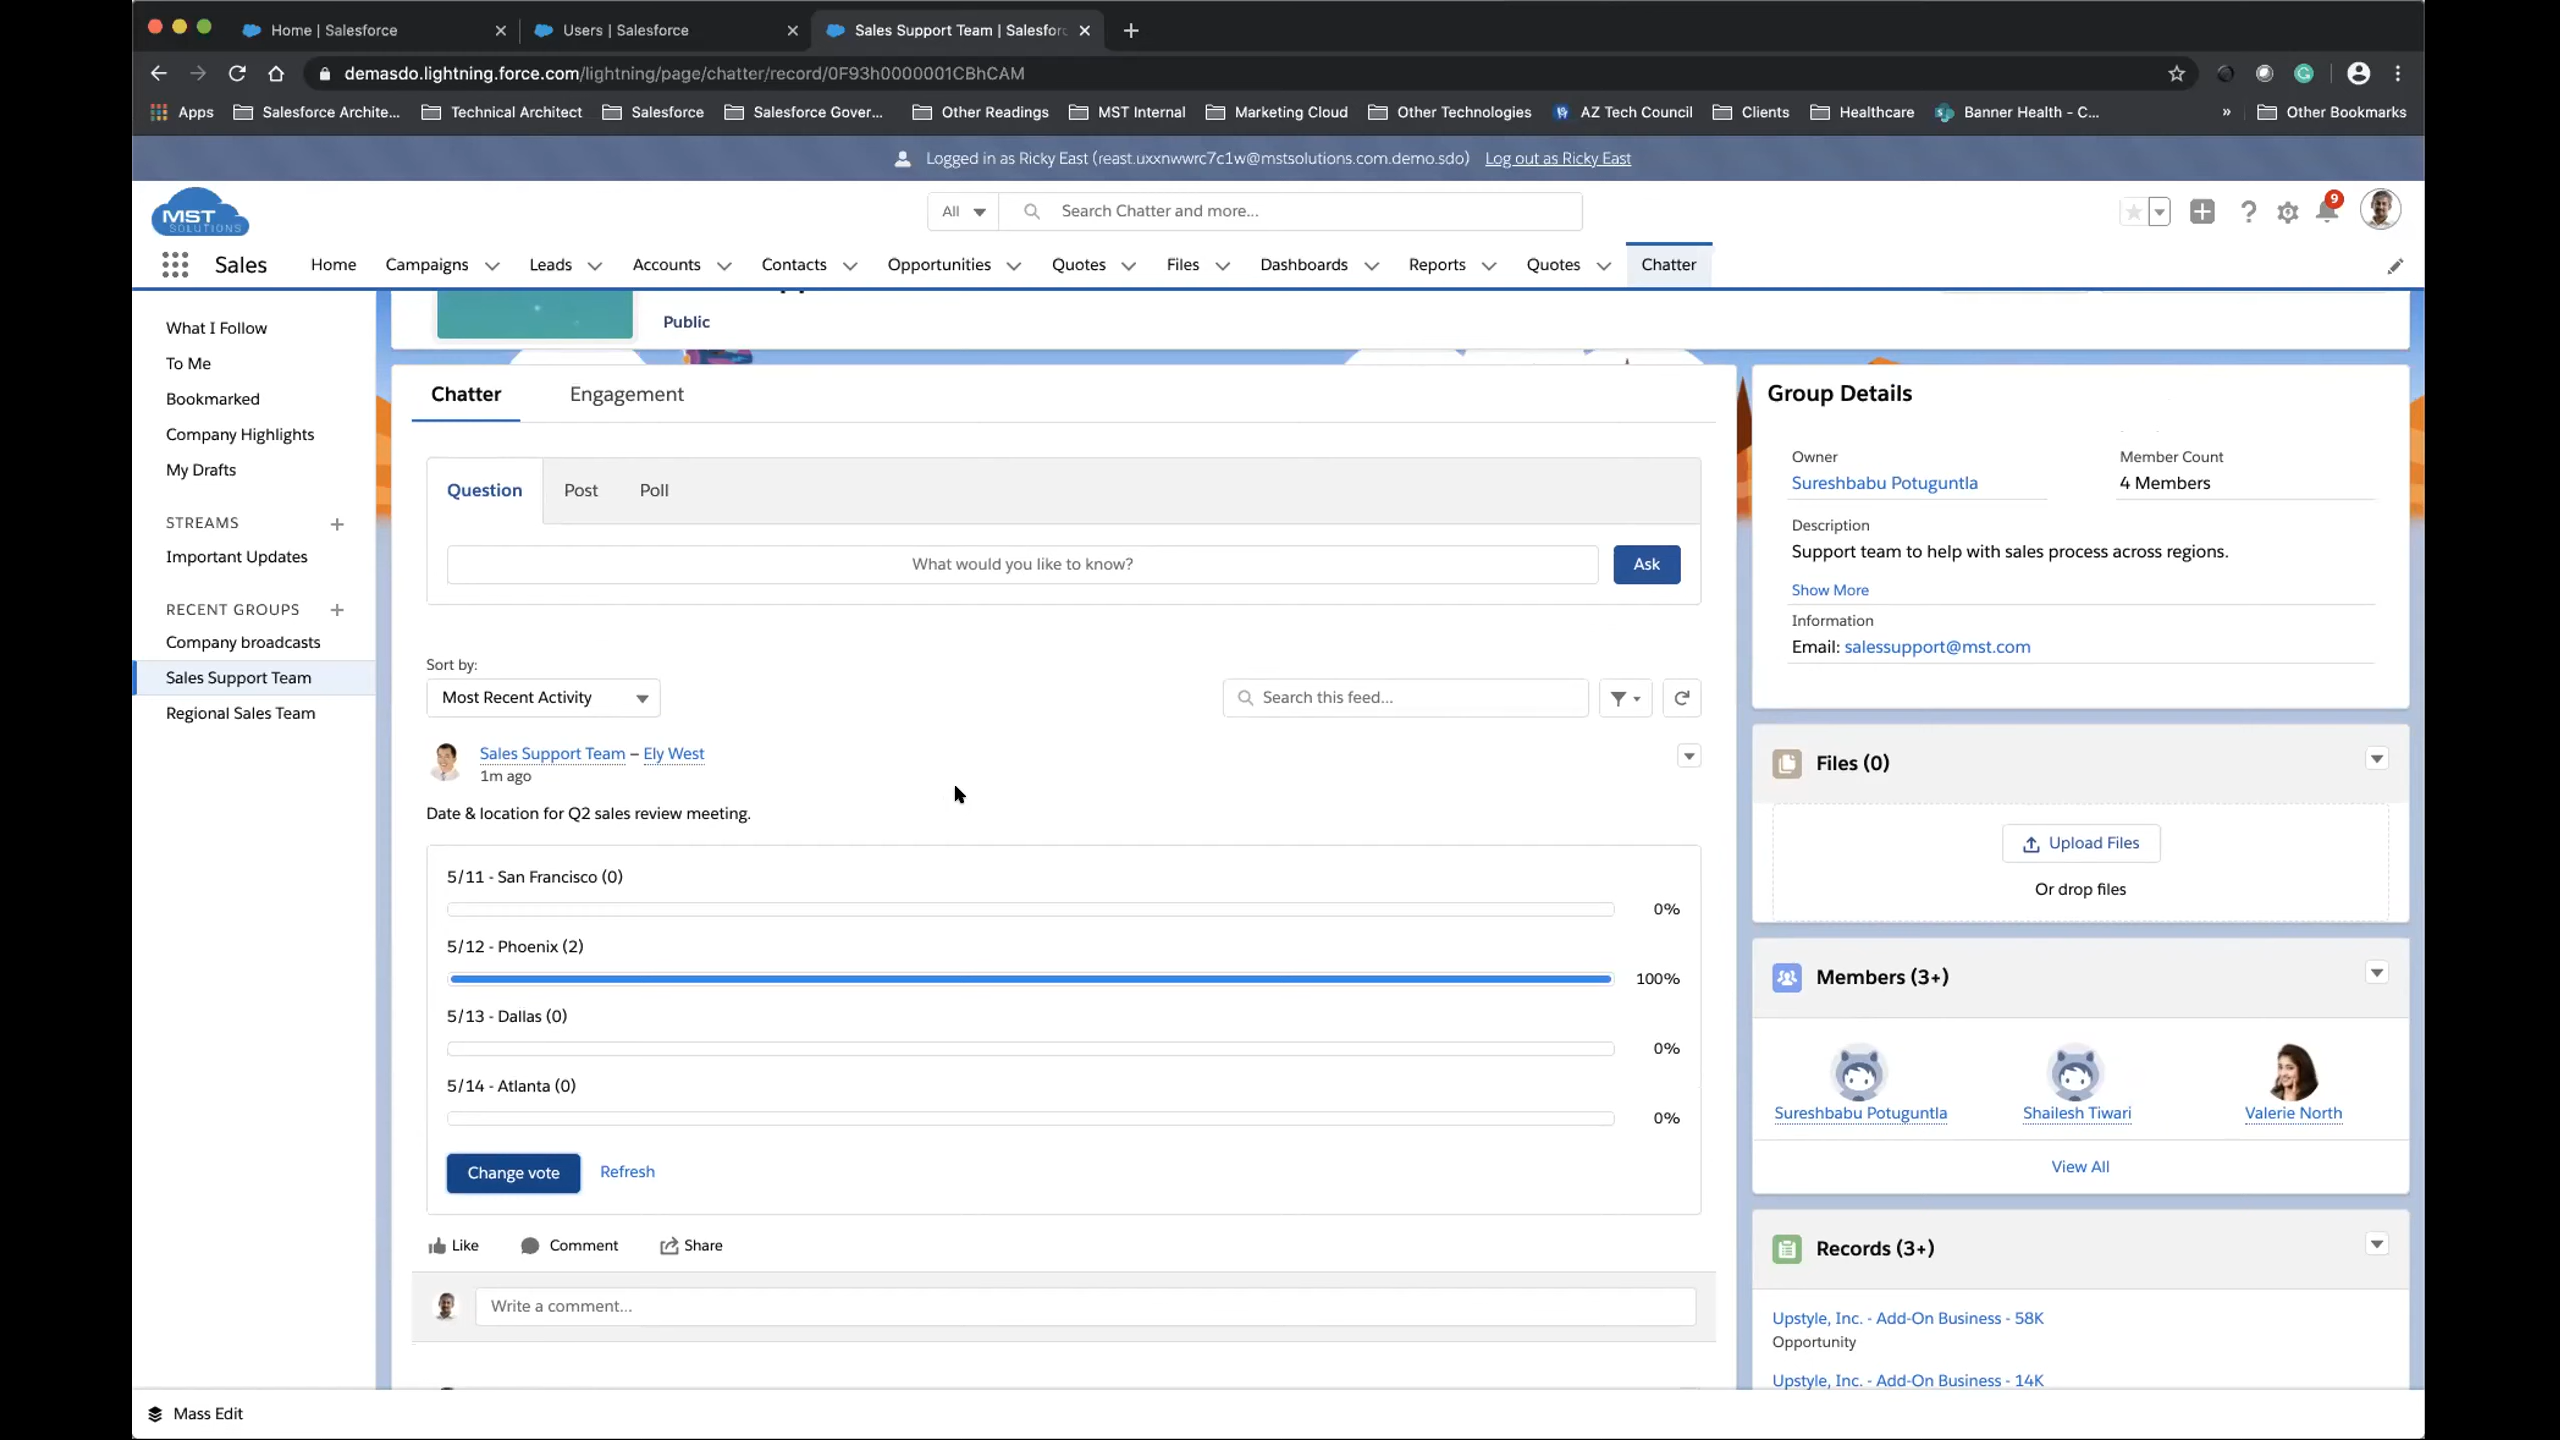 Home | Salesforce
Users | Salesforce
Sales Support Team | Salesforc
demasdo.lightning.force.com/lightning/page/chatter/record/0F93h0000001CBhCAM
Apps
Salesforce Archite...
Technical Architect
Salesforce
Salesforce Gover...
Other Readings
MST Internal
Marketing Cloud
Other Technologies
AZ Tech Council
Clients
Healthcare
Banner Health - C...
»
Other Bookmarks
Logged in as Ricky East (reast.uxxnwwrc7c1w@mstsolutions.com.demo.sdo) Log out as Ricky East
MST
SOLUTIONS
All
Search Chatter and more...
9
Sales
Home
Campaigns
Leads
Accounts
Contacts
Opportunities
Quotes
Files
Dashboards
Reports
Quotes
Chatter
What I Follow
To Me
Bookmarked
Company Highlights
My Drafts
STREAMS
Important Updates
RECENT GROUPS
Company broadcasts
Sales Support Team
Regional Sales Team
Public
Chatter
Engagement
Question
Post
Poll
What would you like to know?
Ask
Sort by:
Most Recent Activity
Search this feed...
Sales Support Team – Ely West
1m ago
Date & location for Q2 sales review meeting.
5/11 - San Francisco (0)
0%
5/12 - Phoenix (2)
100%
5/13 - Dallas (0)
0%
5/14 - Atlanta (0)
0%
Change vote
Refresh
Like
Comment
Share
Write a comment...
Group Details
Owner
Sureshbabu Potuguntla
Member Count
4 Members
Description
Support team to help with sales process across regions.
Show More
Information
Email: salessupport@mst.com
Files (0)
Upload Files
Or drop files
Members (3+)
Sureshbabu Potuguntla
Shailesh Tiwari
Valerie North
View All
Records (3+)
Upstyle, Inc. - Add-On Business - 58K
Opportunity
Upstyle, Inc. - Add-On Business - 14K
Mass Edit